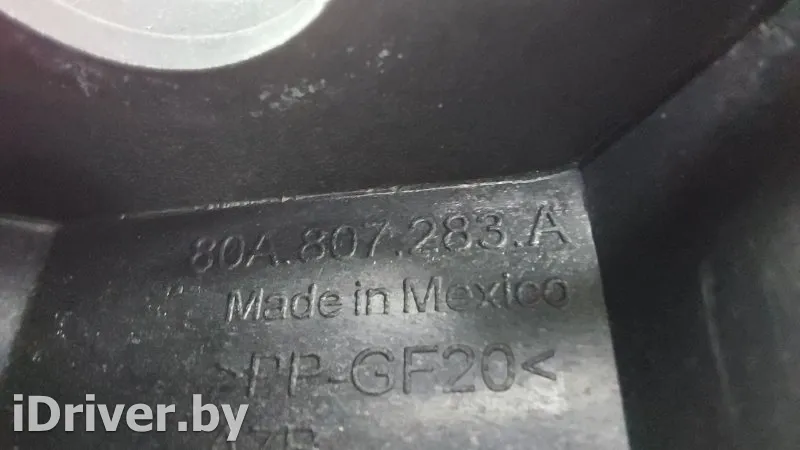 80A.807.283.A
Made in Mexico
>PP-GF20<
iDriver.by